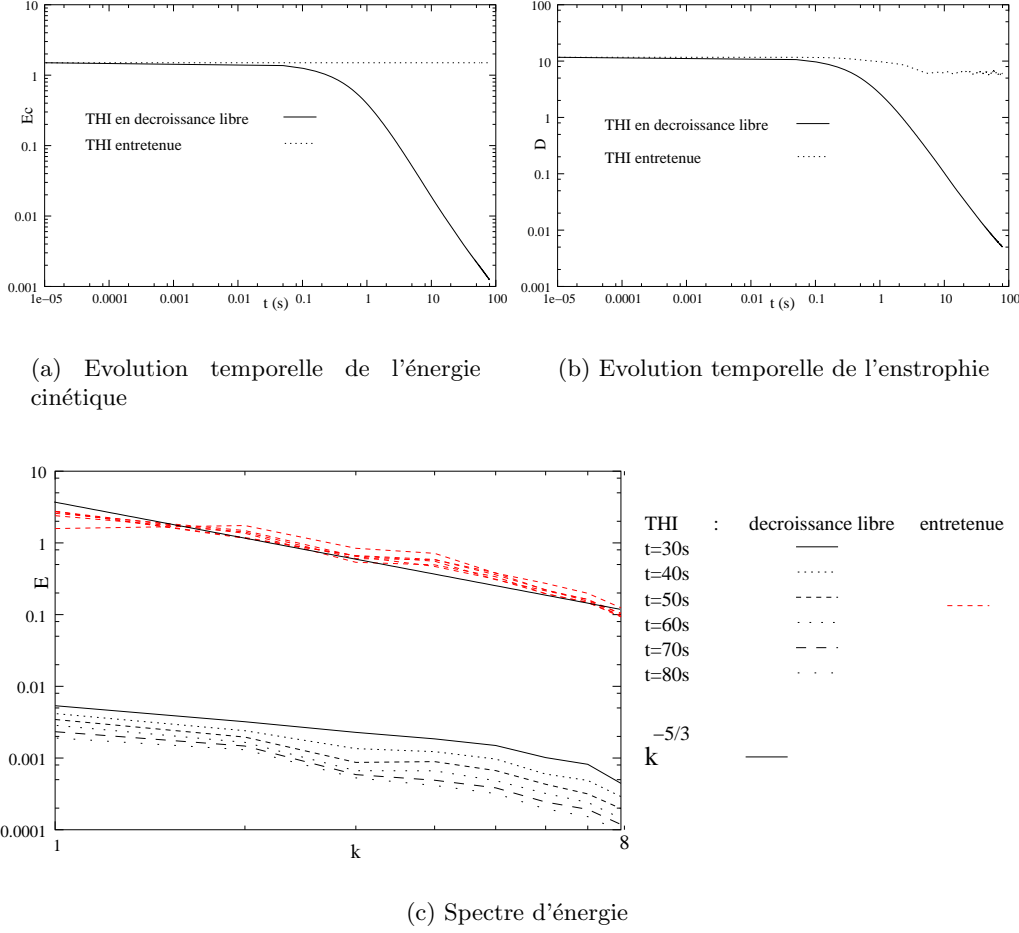 10
1
0.1
0.001
1e−05
0.0001
0.001
0.01
0.1
1
10
100
Ec
t (s)
THI en decroissance libre
THI entretenue
100
10
1
0.1
0.01
0.001
1e−05
0.0001
0.001
0.01
0.1
1
10
100
D
t (s)
THI en decroissance libre
THI entretenue
(a) Evolution temporelle de l'énergie
cinétique
(b) Evolution temporelle de l'enstrophie
10
1
0.1
0.01
0.001
0.0001
1
8
E
k
THI : decroissance libre entretenue
t=30s
t=40s
t=50s
t=60s
t=70s
t=80s
−5/3
k
(c) Spectre d'énergie